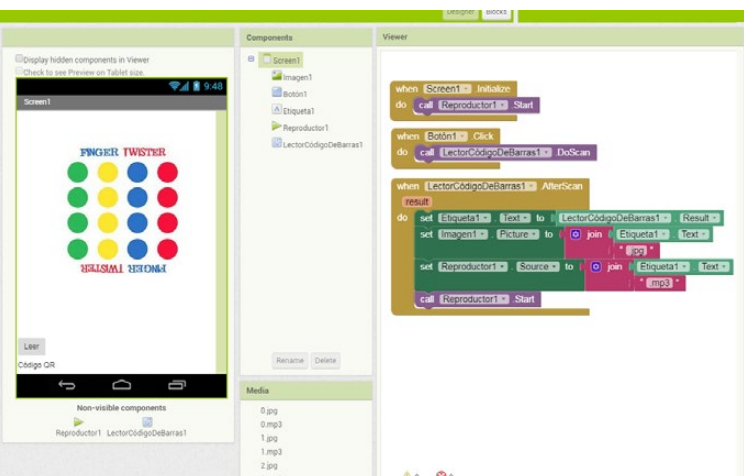 Designer Blocks
Display hidden components in Viewer
Check to see Preview on Tablet size.
9:48
Screen1
FINGER TWISTER
FINGER TWISTER
Leer
Código QR
Non-visible components
Reproductor1 LectorCódigoDeBarras1
Components
Screen1
Imagen1
Botón1
A Etiqueta1
Reproductor1
LectorCódigoDeBarras1
Rename Delete
Media
0.jpg
0.mp3
1.jpg
1.mp3
2.jpg
Viewer
when Screen1 .Initialize
do call Reproductor1 .Start
when Botón1 .Click
do call LectorCódigoDeBarras1 .DoScan
when LectorCódigoDeBarras1 .AfterScan
result
do set Etiqueta1 . Text to LectorCódigoDeBarras1 . Result
set Imagen1 . Picture to join Etiqueta1 . Text
" .jpg "
set Reproductor1 . Source to join Etiqueta1 . Text
" .mp3 "
call Reproductor1 .Start